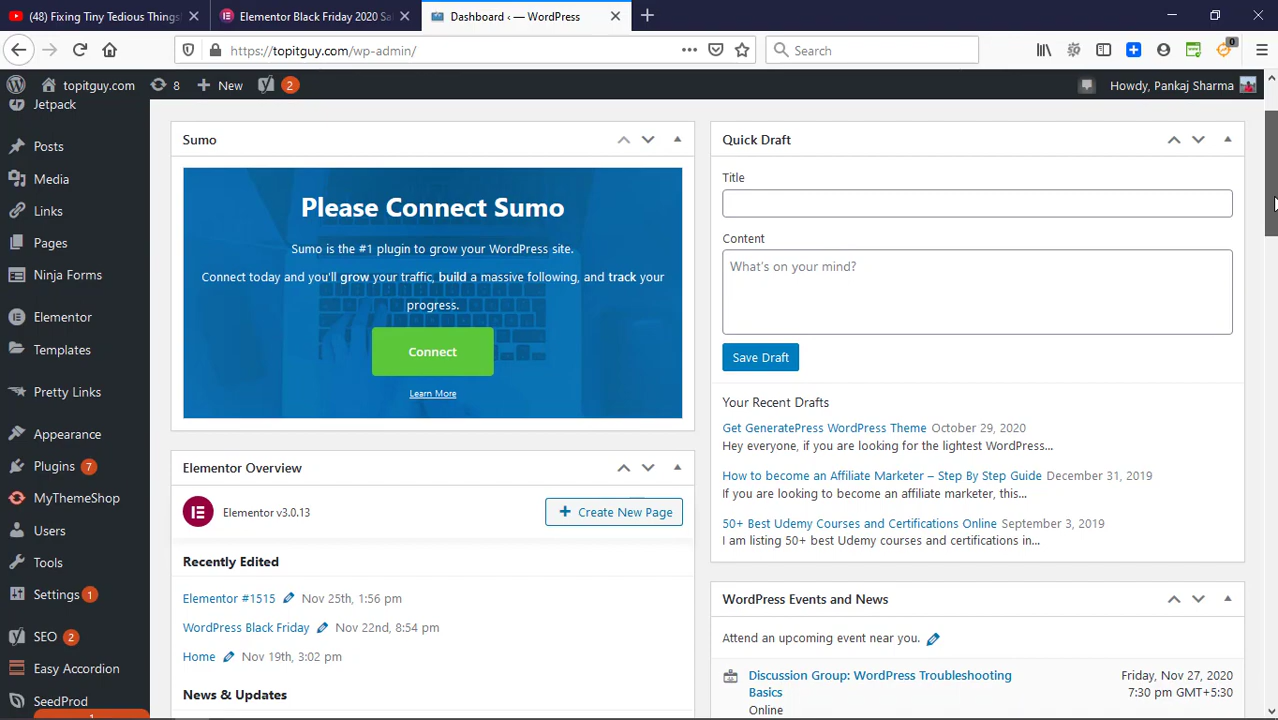 (48) Fixing Tiny Tedious Things!
Elementor Black Friday 2020 Sal
Dashboard ‹ — WordPress
https://topitguy.com/wp-admin/
Search
0
topitguy.com
8
New
2
Howdy, Pankaj Sharma
Jetpack
Posts
Media
Links
Pages
Ninja Forms
Elementor
Templates
Pretty Links
Appearance
Plugins 7
MyThemeShop
Users
Tools
Settings 1
SEO 2
Easy Accordion
SeedProd
1
Sumo
Please Connect Sumo
Sumo is the #1 plugin to grow your WordPress site.
Connect today and you'll grow your traffic, build a massive following, and track your
progress.
Connect
Learn More
Elementor Overview
Elementor v3.0.13
Create New Page
Recently Edited
Elementor #1515 Nov 25th, 1:56 pm
WordPress Black Friday Nov 22nd, 8:54 pm
Home Nov 19th, 3:02 pm
News & Updates
Quick Draft
Title
Content
What's on your mind?
Save Draft
Your Recent Drafts
Get GeneratePress WordPress Theme October 29, 2020
Hey everyone, if you are looking for the lightest WordPress...
How to become an Affiliate Marketer – Step By Step Guide December 31, 2019
If you are looking to become an affiliate marketer, this...
50+ Best Udemy Courses and Certifications Online September 3, 2019
I am listing 50+ best Udemy courses and certifications in...
WordPress Events and News
Attend an upcoming event near you.
Discussion Group: WordPress Troubleshooting
Basics
Online
Friday, Nov 27, 2020
7:30 pm GMT+5:30